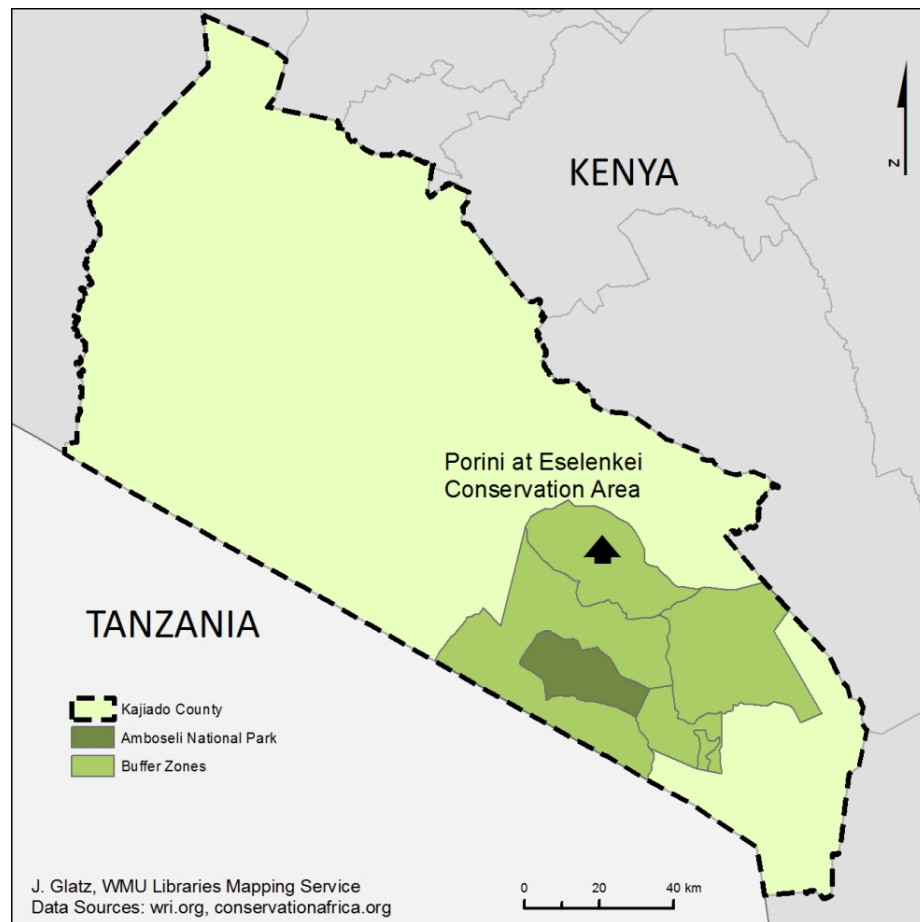 KENYA
N
Porini at Eselenkei
Conservation Area
TANZANIA
Kajiado County
Amboseli National Park
Buffer Zones
J. Glatz, WMU Libraries Mapping Service
Data Sources: wri.org, conservationafrica.org
0 20 40 km